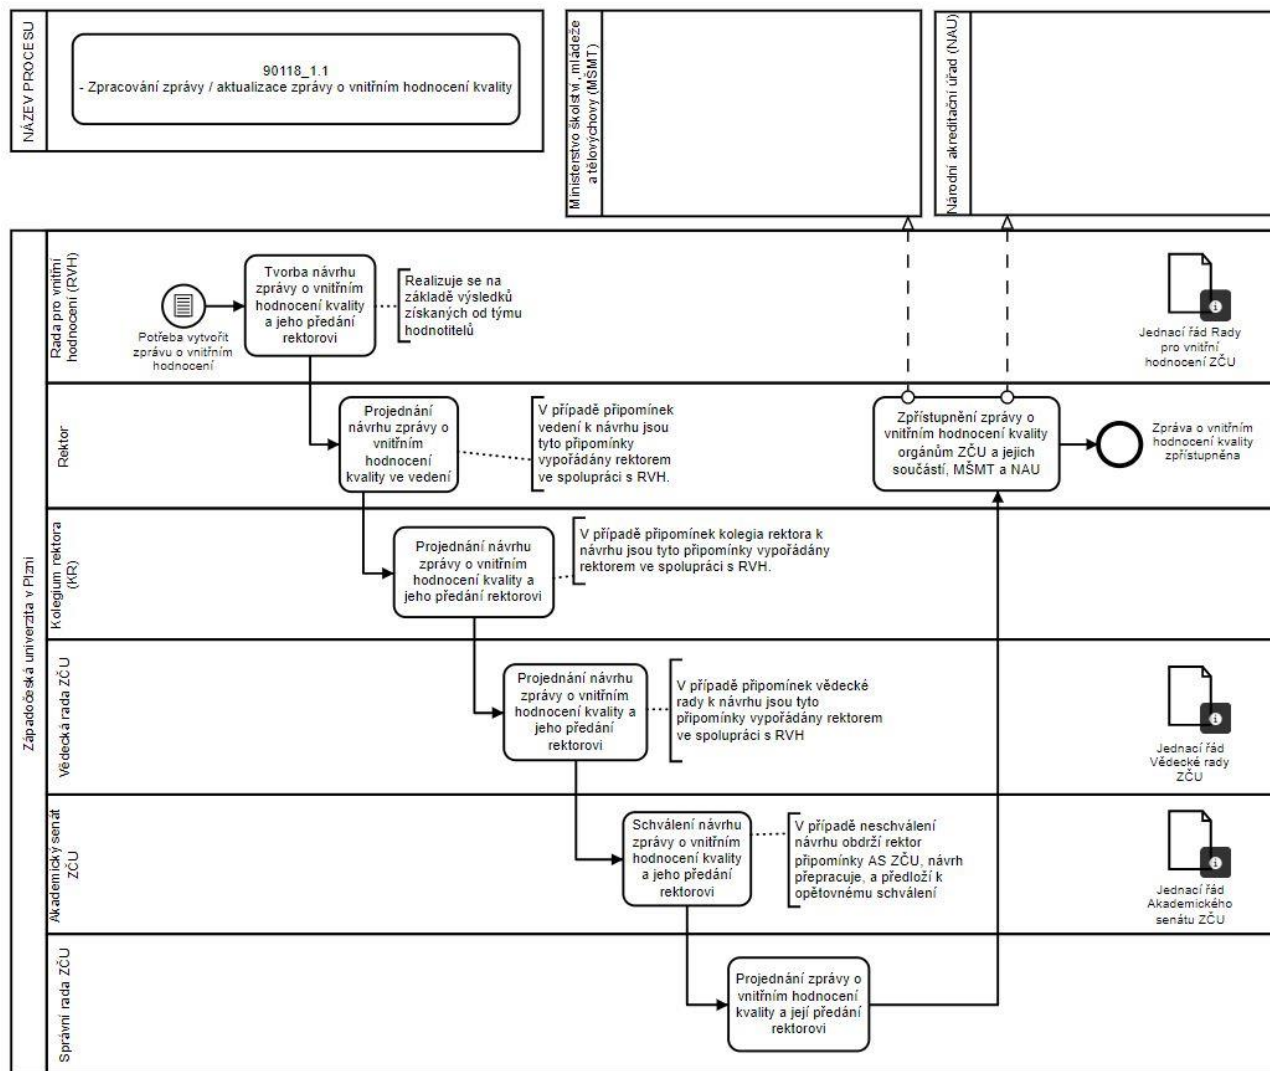 NÁZEV PROCESU
90118_1.1
- Zpracování zprávy / aktualizace zprávy o vnitřním hodnocení kvality
Ministerstvo školství, mládeže
a tělovýchovy (MŠMT)
Národní akreditační úřad (NAU)
Západočeská univerzita v Plzni
Rada pro vnitřní
hodnocení (RVH)
Potřeba vytvořit
zprávu o vnitřním
hodnocení
Tvorba návrhu
zprávy o vnitřním
hodnocení kvality
a jeho předání
rektorovi
Realizuje se na
základě výsledků
získaných od týmu
hodnotitelů
Jednací řád Rady
pro vnitřní
hodnocení ZČU
Rektor
Projednání
návrhu zprávy o
vnitřním
hodnocení
kvality ve vedení
V případě připomínek
vedení k návrhu jsou
tyto připomínky
vypořádány rektorem
ve spolupráci s RVH.
Zpřístupnění zprávy o
vnitřním hodnocení kvality
orgánům ZČU a jejich
součástí, MŠMT a NAU
Zpráva o vnitřním
hodnocení kvality
zpřístupněna
Kolegium rektora
(KR)
Projednání návrhu
zprávy o vnitřním
hodnocení kvality a
jeho předání rektorovi
V případě připomínek kolegia rektora k
návrhu jsou tyto připomínky vypořádány
rektorem ve spolupráci s RVH.
Vědecká rada ZČU
Projednání návrhu
zprávy o vnitřním
hodnocení kvality a
jeho předání
rektorovi
V případě připomínek vědecké
rady k návrhu jsou tyto
připomínky vypořádány rektorem
ve spolupráci s RVH
Jednací řád
Vědecké rady
ZČU
Akademický senát
ZČU
Schválení návrhu
zprávy o vnitřním
hodnocení kvality
a jeho předání
rektorovi
V případě neschválení
návrhu obdrží rektor
připomínky AS ZČU, návrh
přepracuje, a předloží k
opětovnému schválení
Jednací řád
Akademického
senátu ZČU
Správní rada ZČU
Projednání zprávy o
vnitřním hodnocení
kvality a její předání
rektorovi